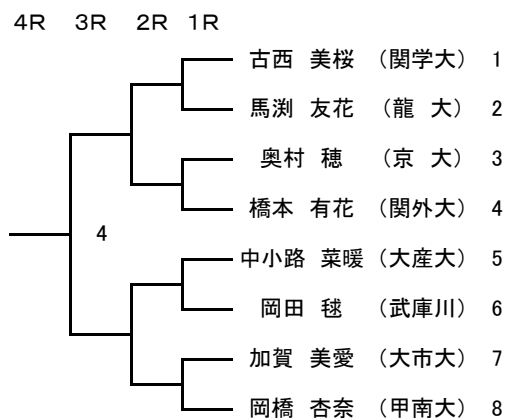 4R 3R 2R 1R
古西 美桜 (関学大) 1
馬渕 友花 (龍 大) 2
奥村 穂 (京 大) 3
橋本 有花 (関外大) 4
4
中小路 菜暖 (大産大) 5
岡田 毬 (武庫川) 6
加賀 美愛 (大市大) 7
岡橋 杏奈 (甲南大) 8